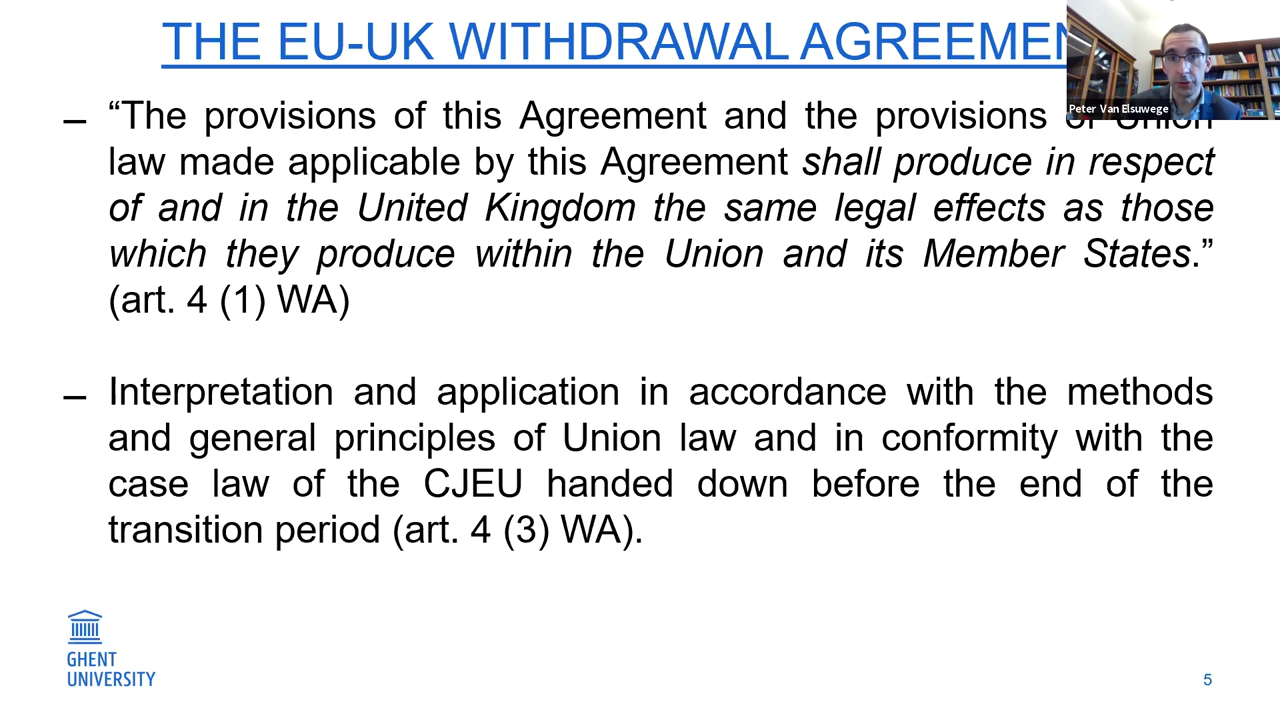 THE EU-UK WITHDRAWAL AGREEMEN
Peter Van Elsuwege
– “The provisions of this Agreement and the provisions of Union
law made applicable by this Agreement shall produce in respect
of and in the United Kingdom the same legal effects as those
which they produce within the Union and its Member States.”
(art. 4 (1) WA)
– Interpretation and application in accordance with the methods
and general principles of Union law and in conformity with the
case law of the CJEU handed down before the end of the
transition period (art. 4 (3) WA).
GHENT
UNIVERSITY
5